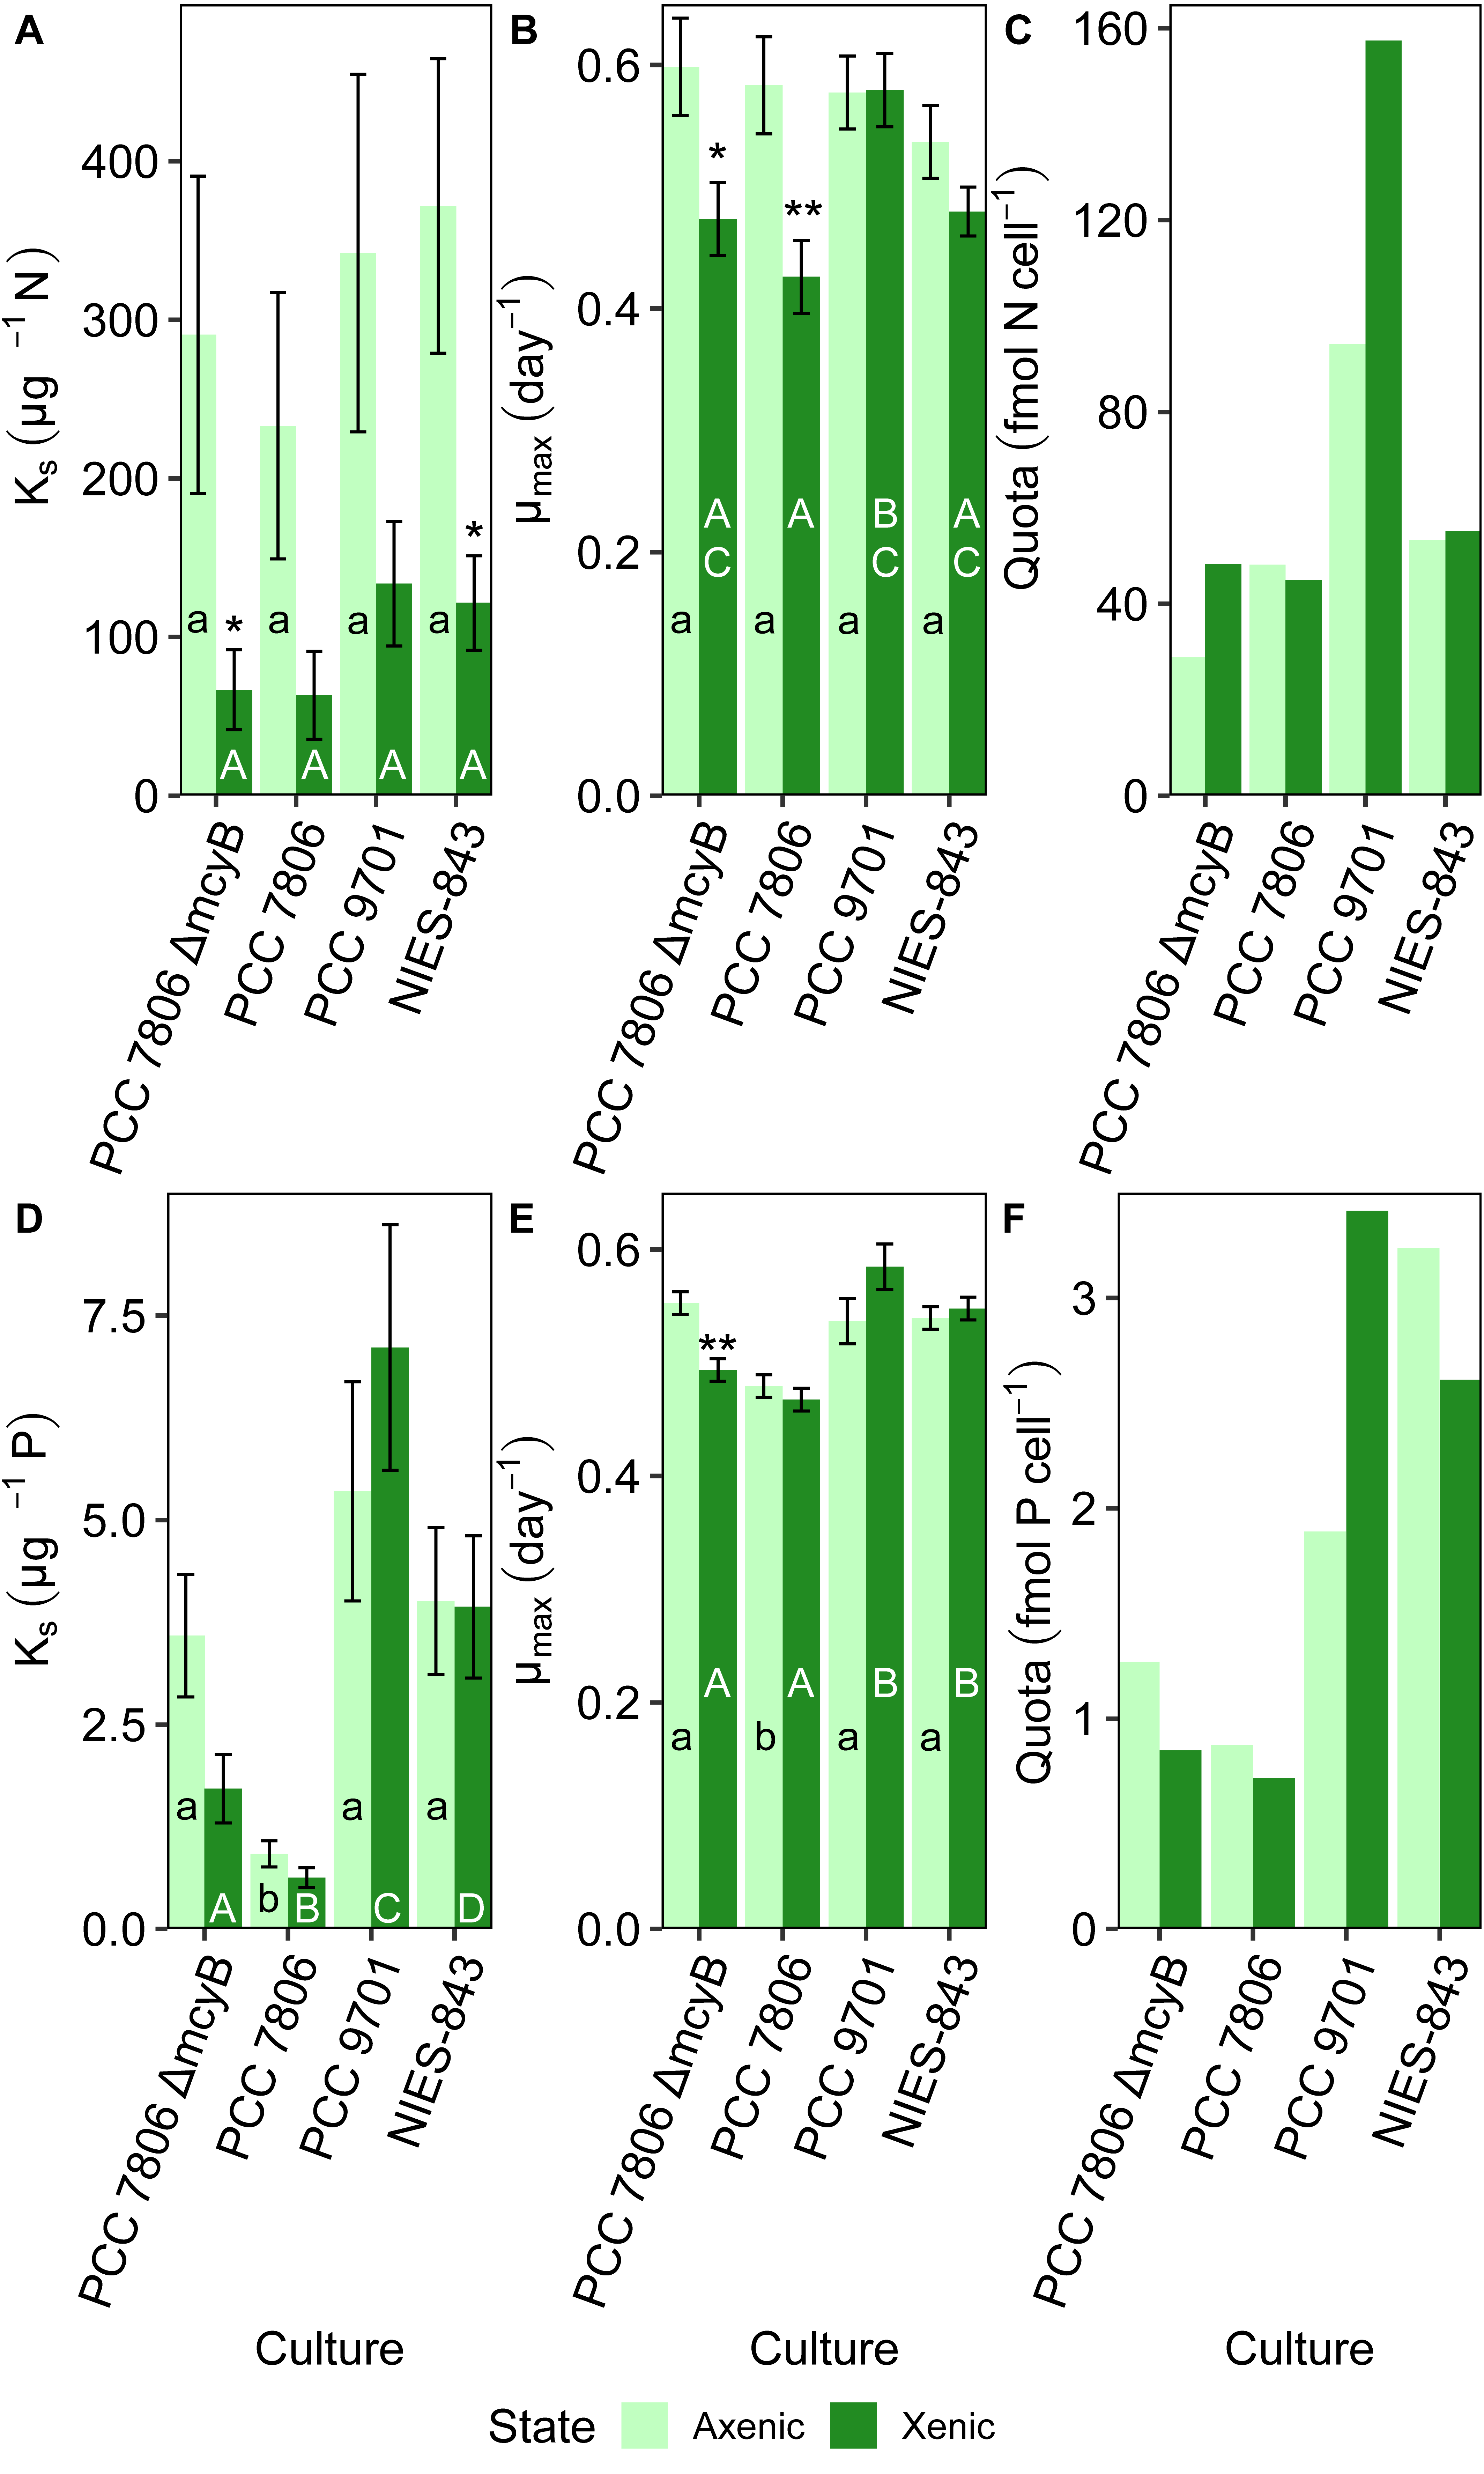 A
Kₛ (µg ⁻¹ N)
400
300
200
100
0
a
*
A
a
A
a
A
a
*
A
PCC 7806 ΔmcyB
PCC 7806
PCC 9701
NIES-843
B
µmax (day⁻¹)
0.6
0.4
0.2
0.0
*
**
A
C
A
B
C
A
C
a
a
a
a
PCC 7806 ΔmcyB
PCC 7806
PCC 9701
NIES-843
C
Quota (fmol N cell⁻¹)
160
120
80
40
0
PCC 7806 ΔmcyB
PCC 7806
PCC 9701
NIES-843
D
Kₛ (µg ⁻¹ P)
7.5
5.0
2.5
0.0
a
A
b
B
a
C
a
D
PCC 7806 ΔmcyB
PCC 7806
PCC 9701
NIES-843
Culture
E
µmax (day⁻¹)
0.6
0.4
0.2
0.0
**
A
A
B
B
a
b
a
a
PCC 7806 ΔmcyB
PCC 7806
PCC 9701
NIES-843
Culture
F
Quota (fmol P cell⁻¹)
3
2
1
0
PCC 7806 ΔmcyB
PCC 7806
PCC 9701
NIES-843
Culture
State Axenic Xenic